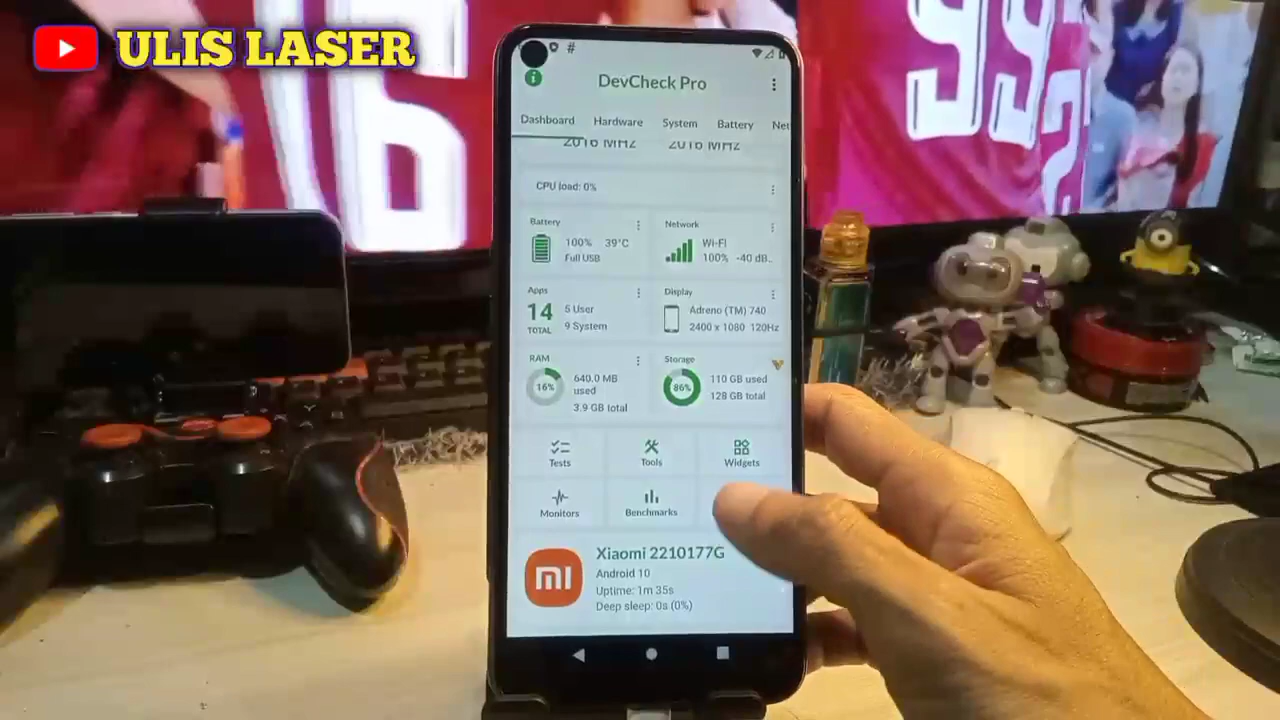 ULIS LASER
6
992
#
DevCheck Pro
Dashboard Hardware System Battery Net
2016 MHz 2016 MHz
CPU load: 0%
Battery
100% 39°C
Full USB
Network
Wi-Fi
100% -40 dB..
Apps
14
TOTAL
5 User
9 System
Display
Adreno (TM) 740
2400 x 1080 120Hz
RAM
16%
640.0 MB
used
3.9 GB total
Storage
86%
110 GB used
128 GB total
Tests
Tools
Widgets
Monitors
Benchmarks
Xiaomi 2210177G
Android 10
Uptime: 1m 35s
Deep sleep: 0s (0%)